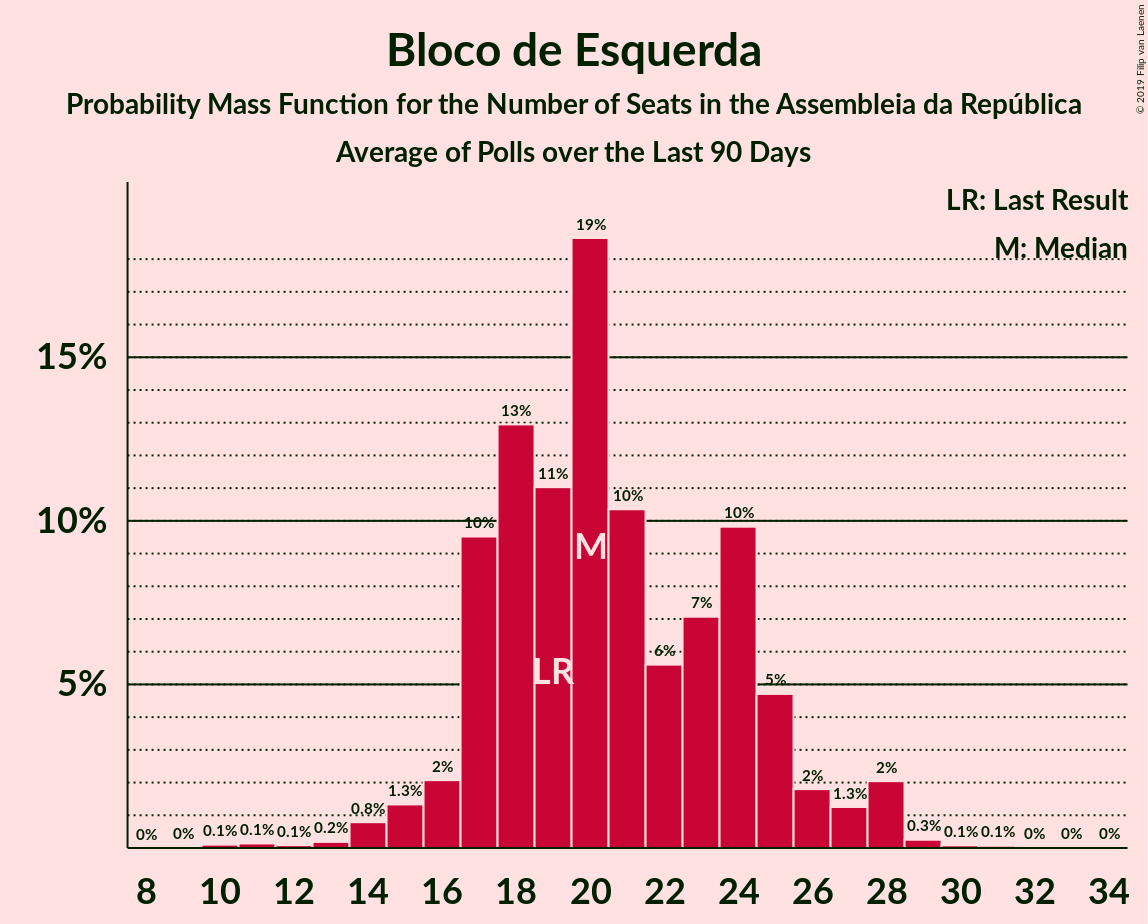 Bloco de Esquerda
Probability Mass Function for the Number of Seats in the Assembleia da República
Average of Polls over the Last 90 Days
© 2019 Filip van Laenen
LR: Last Result
M: Median
15%
10%
5%
0% 0% 0.1% 0.1% 0.1% 0.2% 0.8% 1.3% 2% 10% 13% 11% 19% 10% 6% 7% 10% 5% 2% 1.3% 2% 0.3% 0.1% 0.1% 0% 0% 0%
M
LR
8 10 12 14 16 18 20 22 24 26 28 30 32 34